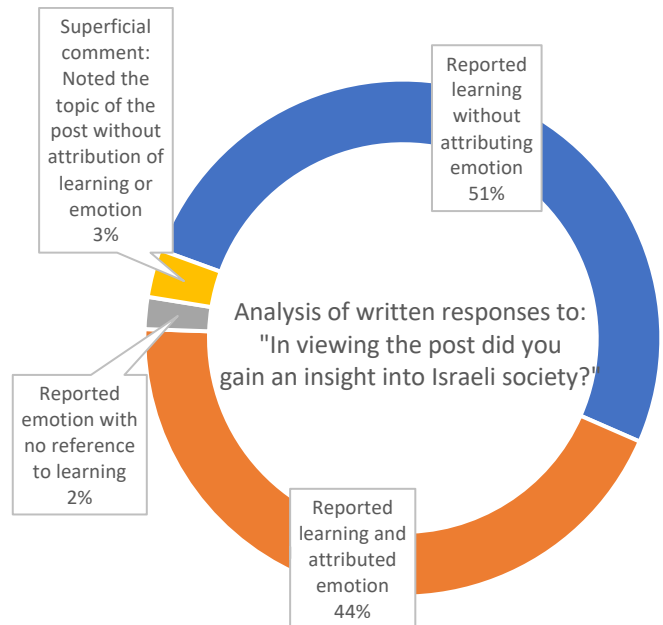 Superficial
comment:
Noted the
topic of the
post without
attribution of
learning or
emotion
3%
Reported
learning
without
attributing
emotion
51%
Analysis of written responses to:
"In viewing the post did you
gain an insight into Israeli society?"
Reported
emotion with
no reference
to learning
2%
Reported
learning and
attributed
emotion
44%